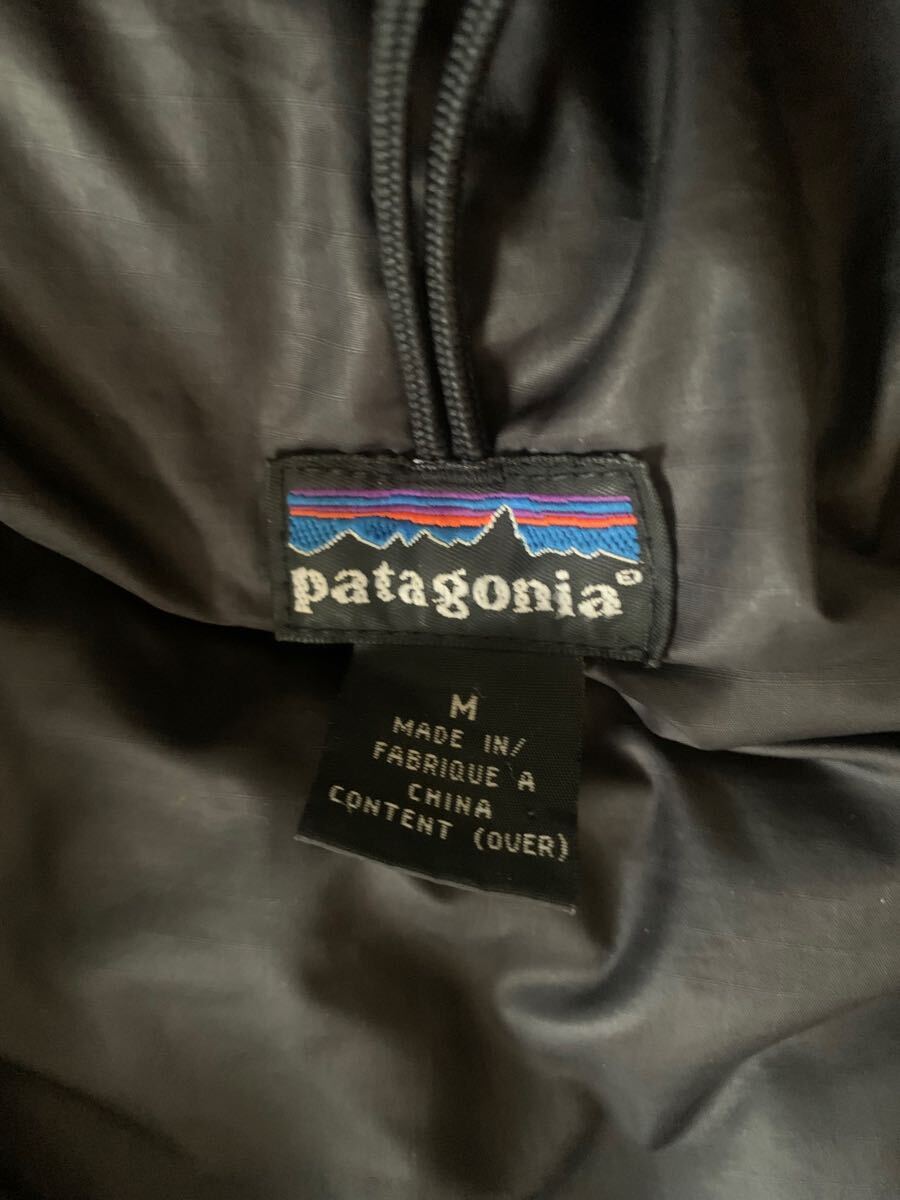 patagonia®
M
MADE IN/
FABRIQUE A
CHINA
CONTENT (OVER)